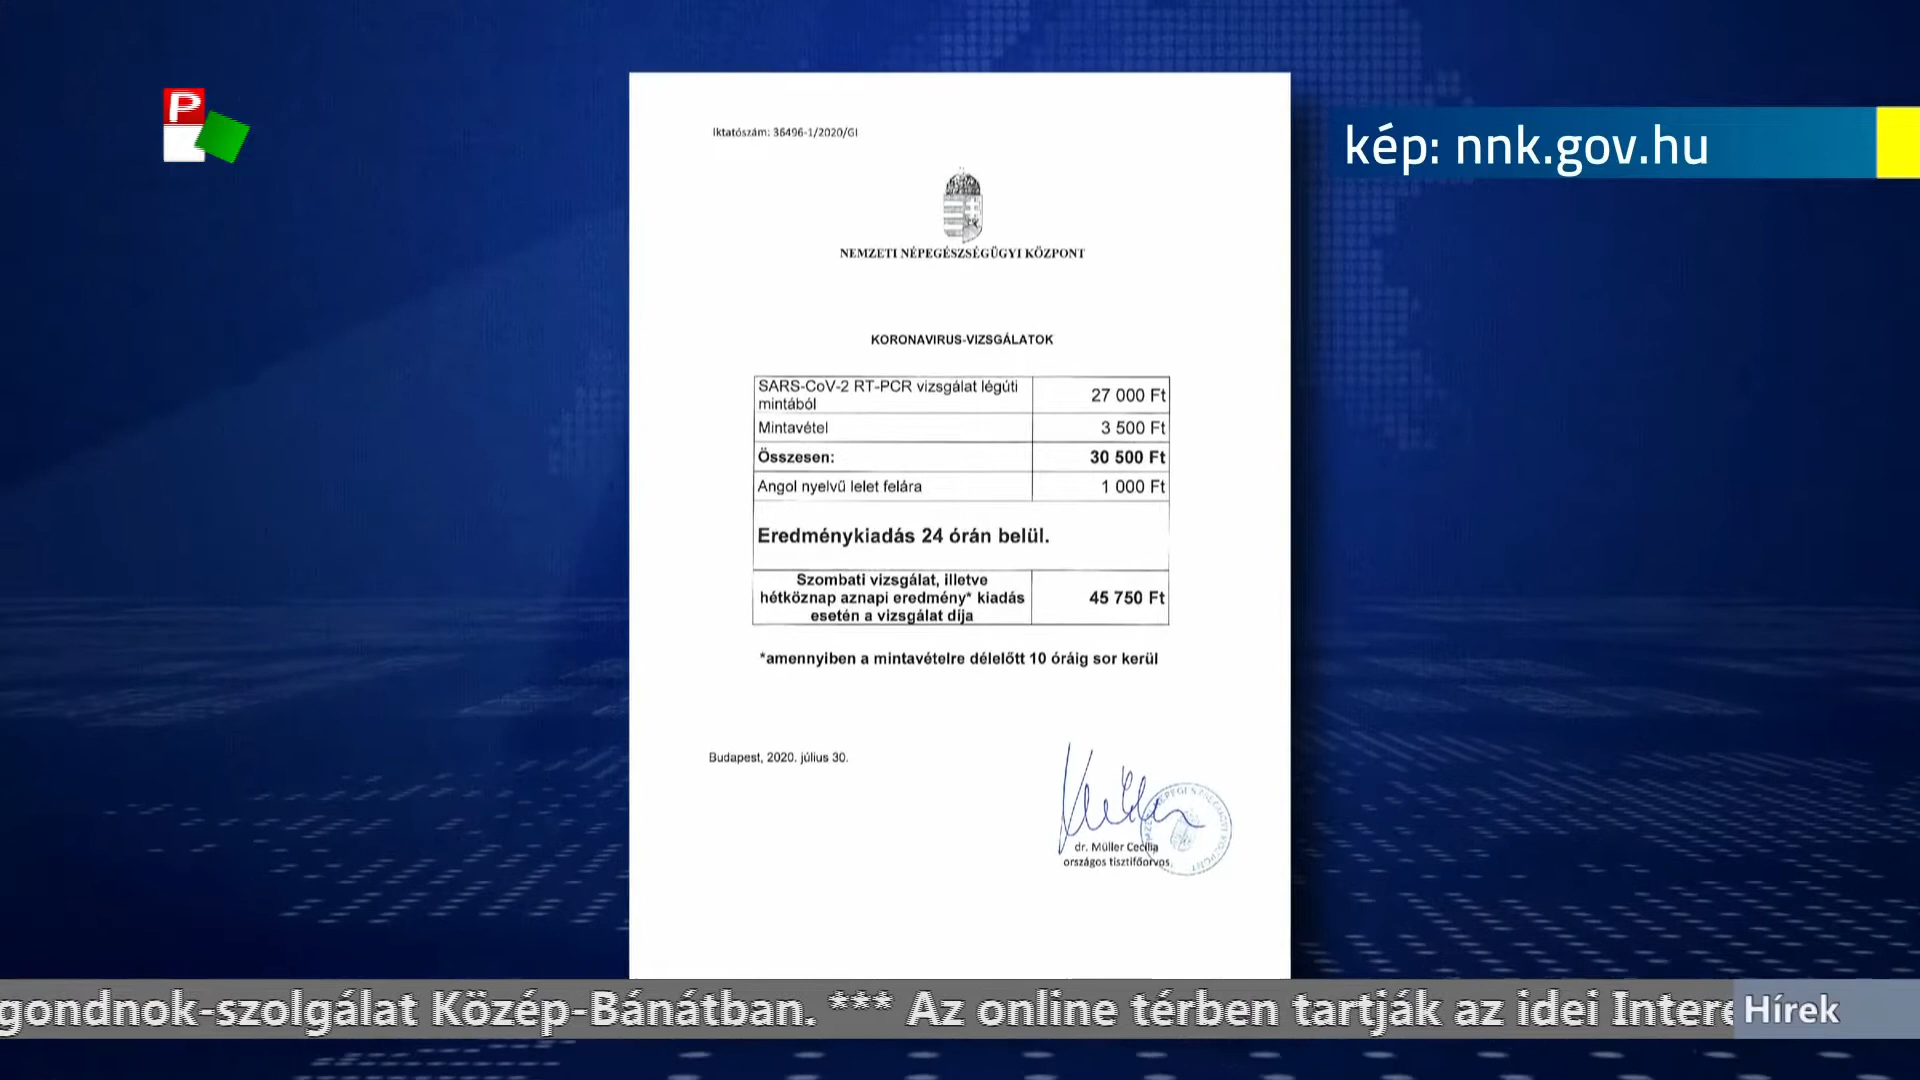 P
kép: nnk.gov.hu
Iktatószám: 36496-1/2020/GI
NEMZETI NÉPEGÉSZSÉGÜGYI KÖZPONT
KORONAVIRUS-VIZSGÁLATOK
SARS-CoV-2 RT-PCR vizsgálat légúti
mintából
27 000 Ft
Mintavétel
3 500 Ft
Összesen:
30 500 Ft
Angol nyelvű lelet felára
1 000 Ft
Eredménykiadás 24 órán belül.
Szombati vizsgálat, illetve
hétköznap aznapi eredmény* kiadás
esetén a vizsgálat díja
45 750 Ft
*amennyiben a mintavételre délelőtt 10 óráig sor kerül
Budapest, 2020. július 30.
dr. Müller Cecília
országos tisztifőorvos
gondnok-szolgálat Közép-Bánátban. *** Az online térben tartják az idei Intere
Hírek